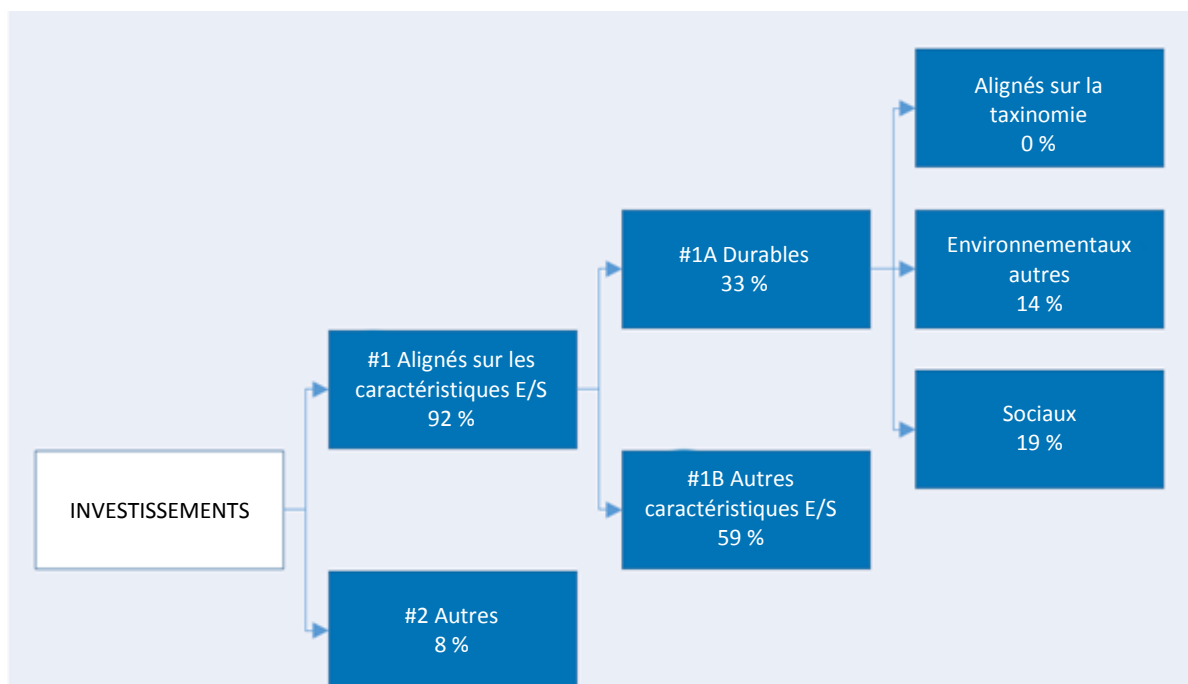 INVESTISSEMENTS
#1 Alignés sur les
caractéristiques E/S
92 %
#2 Autres
8 %
#1A Durables
33 %
#1B Autres
caractéristiques E/S
59 %
Alignés sur la
taxinomie
0 %
Environnementaux
autres
14 %
Sociaux
19 %